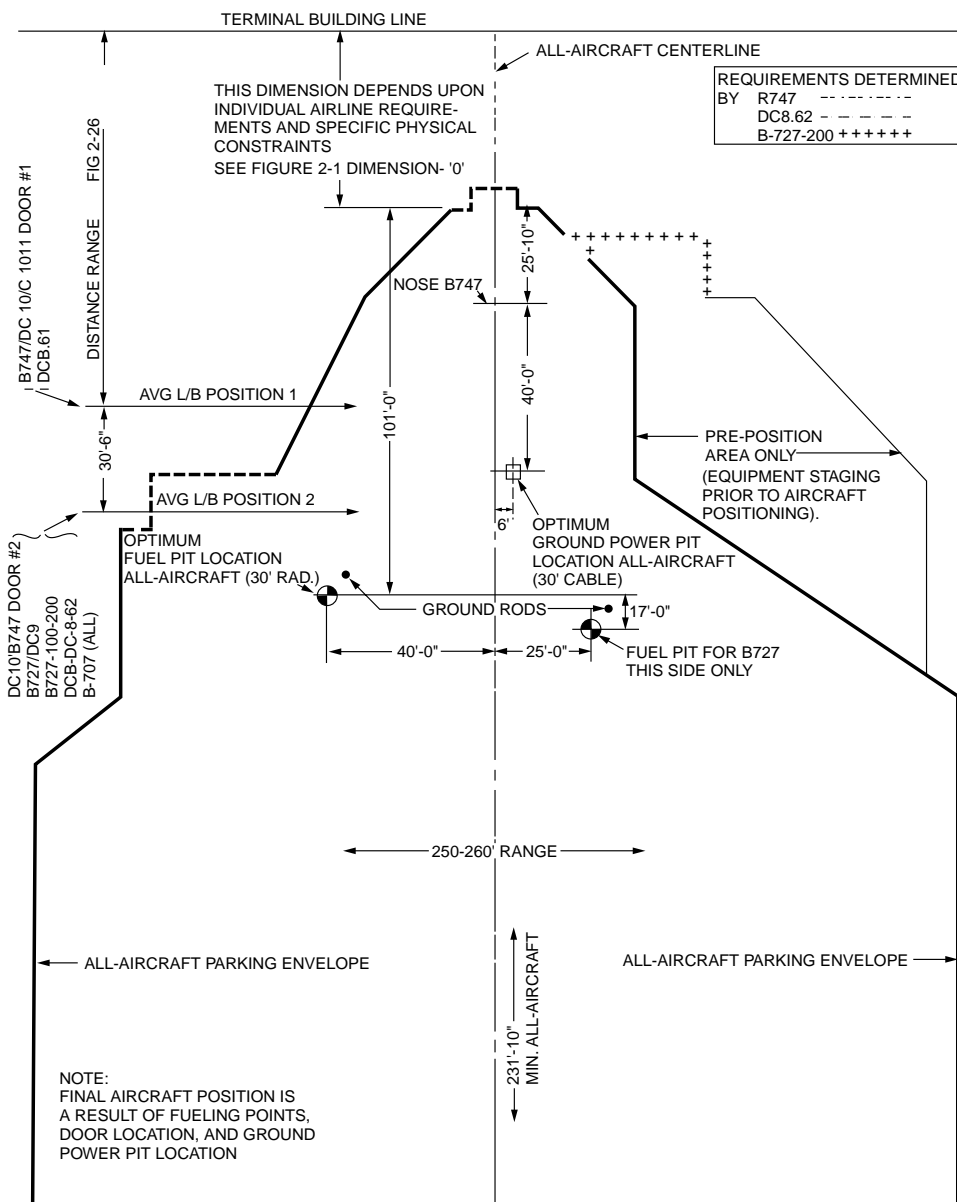 TERMINAL BUILDING LINE
ALL-AIRCRAFT CENTERLINE
REQUIREMENTS DETERMINED
BY R747
DC8.62
B-727-200
THIS DIMENSION DEPENDS UPON
INDIVIDUAL AIRLINE REQUIRE-
MENTS AND SPECIFIC PHYSICAL
CONSTRAINTS
SEE FIGURE 2-1 DIMENSION- '0'
DISTANCE RANGE FIG 2-26
B747/DC 10/C 1011 DOOR #1
DCB.61
25'-10"
NOSE B747
40'-0"
101'-0"
AVG L/B POSITION 1
30'-6"
PRE-POSITION
AREA ONLY
(EQUIPMENT STAGING
PRIOR TO AIRCRAFT
POSITIONING).
AVG L/B POSITION 2
6'
OPTIMUM
GROUND POWER PIT
LOCATION ALL-AIRCRAFT
(30' CABLE)
OPTIMUM
FUEL PIT LOCATION
ALL-AIRCRAFT (30' RAD.)
DC10'B747 DOOR #2
B727/DC9
B727-100-200
DCB-DC-8-62
B-707 (ALL)
GROUND RODS
17'-0"
40'-0"
25'-0"
FUEL PIT FOR B727
THIS SIDE ONLY
250-260' RANGE
231'-10"
MIN. ALL-AIRCRAFT
ALL-AIRCRAFT PARKING ENVELOPE
ALL-AIRCRAFT PARKING ENVELOPE
NOTE:
FINAL AIRCRAFT POSITION IS
A RESULT OF FUELING POINTS,
DOOR LOCATION, AND GROUND
POWER PIT LOCATION